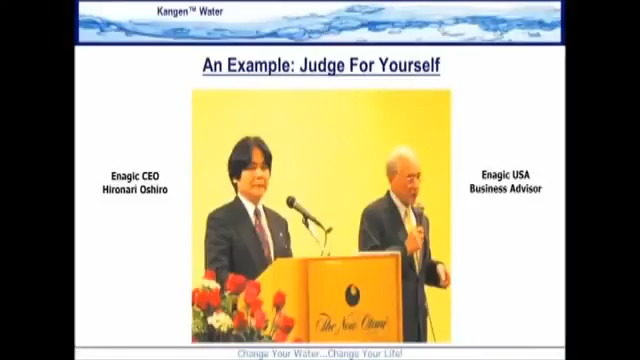 Kangen™ Water
An Example: Judge For Yourself
Enagic CEO
Hironari Oshiro
Enagic USA
Business Advisor
The New Otani
Change Your Water...Change Your Life!